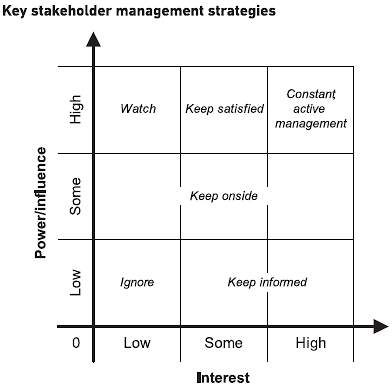 Key stakeholder management strategies
Power/influence
High
Watch
Keep satisfied
Constant,
active
management
Some
Keep onside
Low
Ignore
Keep informed
0
Low
Some
High
Interest